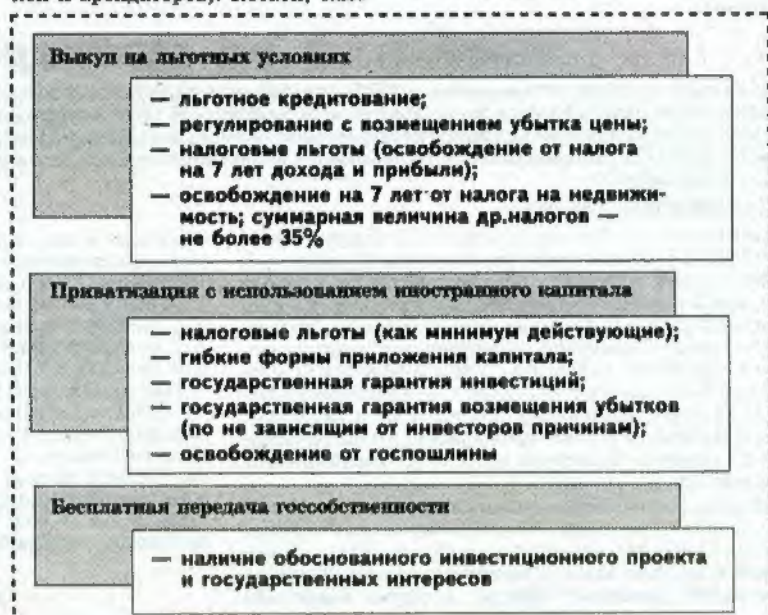 Выкуп на льготных условиях
— льготное кредитование;
— регулирование с возмещением убытка цены;
— налоговые льготы (освобождение от налога
на 7 лет дохода и прибыли);
— освобождение на 7 лет от налога на недвижи-
мость; суммарная величина др.налогов —
не более 35%
Приватизация с использованием иностранного капитала
— налоговые льготы (как минимум действующие);
— гибкие формы приложения капитала;
— государственная гарантия инвестиций;
— государственная гарантия возмещения убытков
(по не зависящим от инвесторов причинам);
— освобождение от госпошлины
Бесплатная передача госсобственности
— наличие обоснованного инвестиционного проекта
и государственных интересов